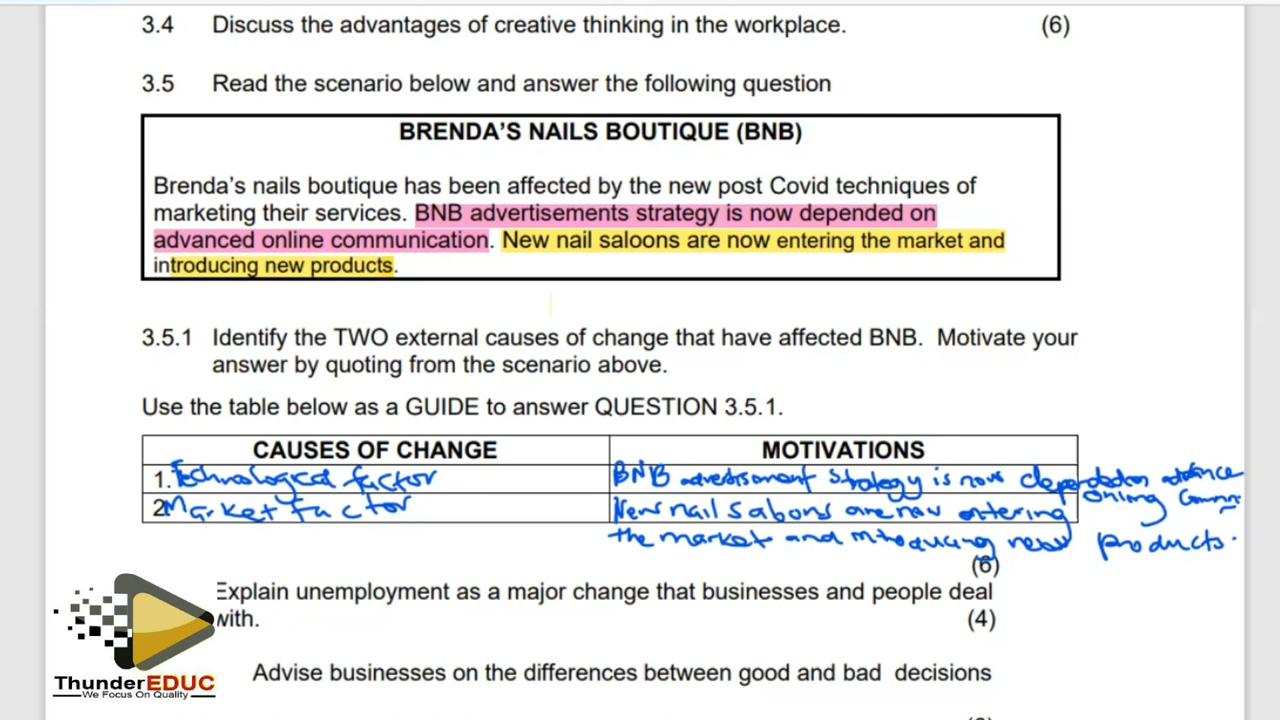 3.4 Discuss the advantages of creative thinking in the workplace. (6)
3.5 Read the scenario below and answer the following question
BRENDA'S NAILS BOUTIQUE (BNB)
Brenda's nails boutique has been affected by the new post Covid techniques of
marketing their services. BNB advertisements strategy is now depended on
advanced online communication. New nail saloons are now entering the market and
introducing new products.
3.5.1 Identify the TWO external causes of change that have affected BNB. Motivate your
answer by quoting from the scenario above.
Use the table below as a GUIDE to answer QUESTION 3.5.1.
CAUSES OF CHANGE MOTIVATIONS
1. Technological factor BNB advertisement strategy is now depended on advance
onling Commn
2 Market factor New nail salons are now entering
the market and introducing new products.
(6)
Explain unemployment as a major change that businesses and people deal
with. (4)
Advise businesses on the differences between good and bad decisions
ThunderEDUC
We Focus On Quality